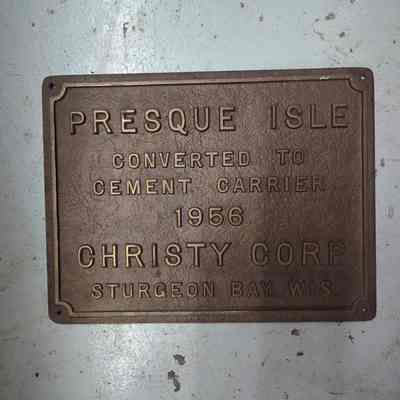 PRESQUE ISLE
CONVERTED TO
CEMENT CARRIER
1956
CHRISTY CORP
STURGEON BAY WIS